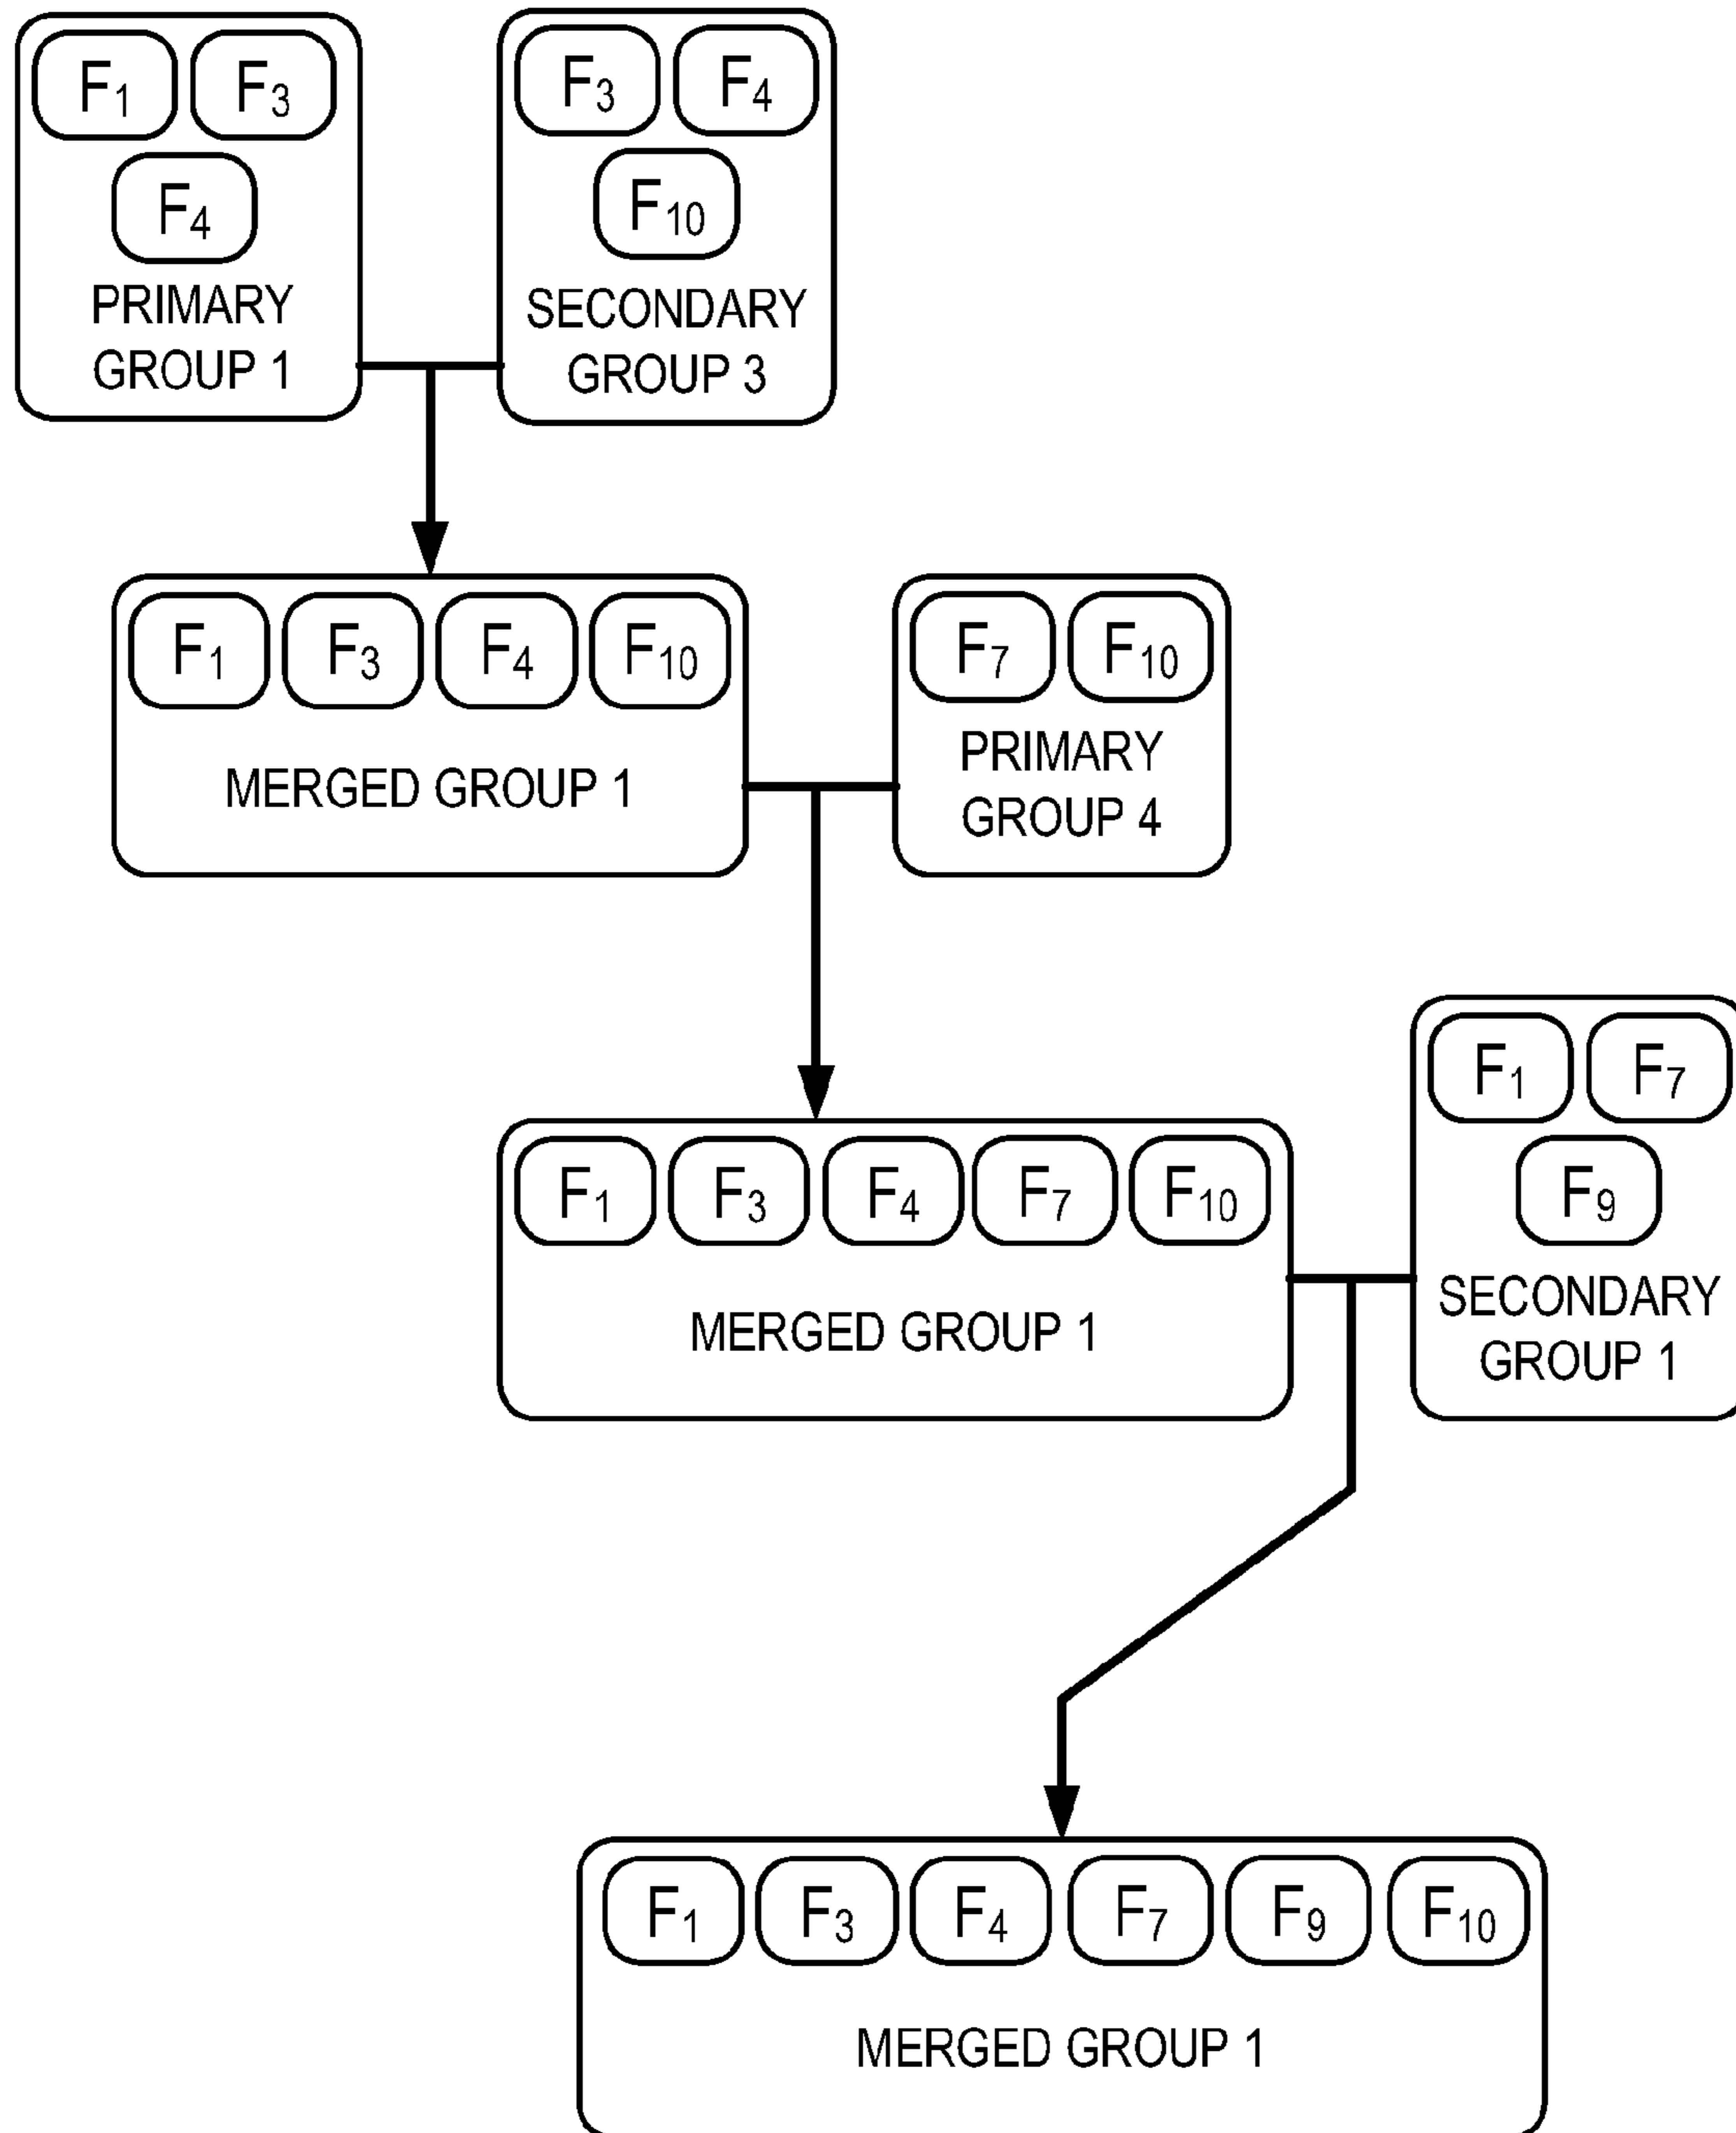 F1 F3
F4
PRIMARY
GROUP 1
F3 F4
F10
SECONDARY
GROUP 3
F1 F3 F4 F10
MERGED GROUP 1
F7 F10
PRIMARY
GROUP 4
F1 F7
F9
SECONDARY
GROUP 1
F1 F3 F4 F7 F10
MERGED GROUP 1
F1 F3 F4 F7 F9 F10
MERGED GROUP 1